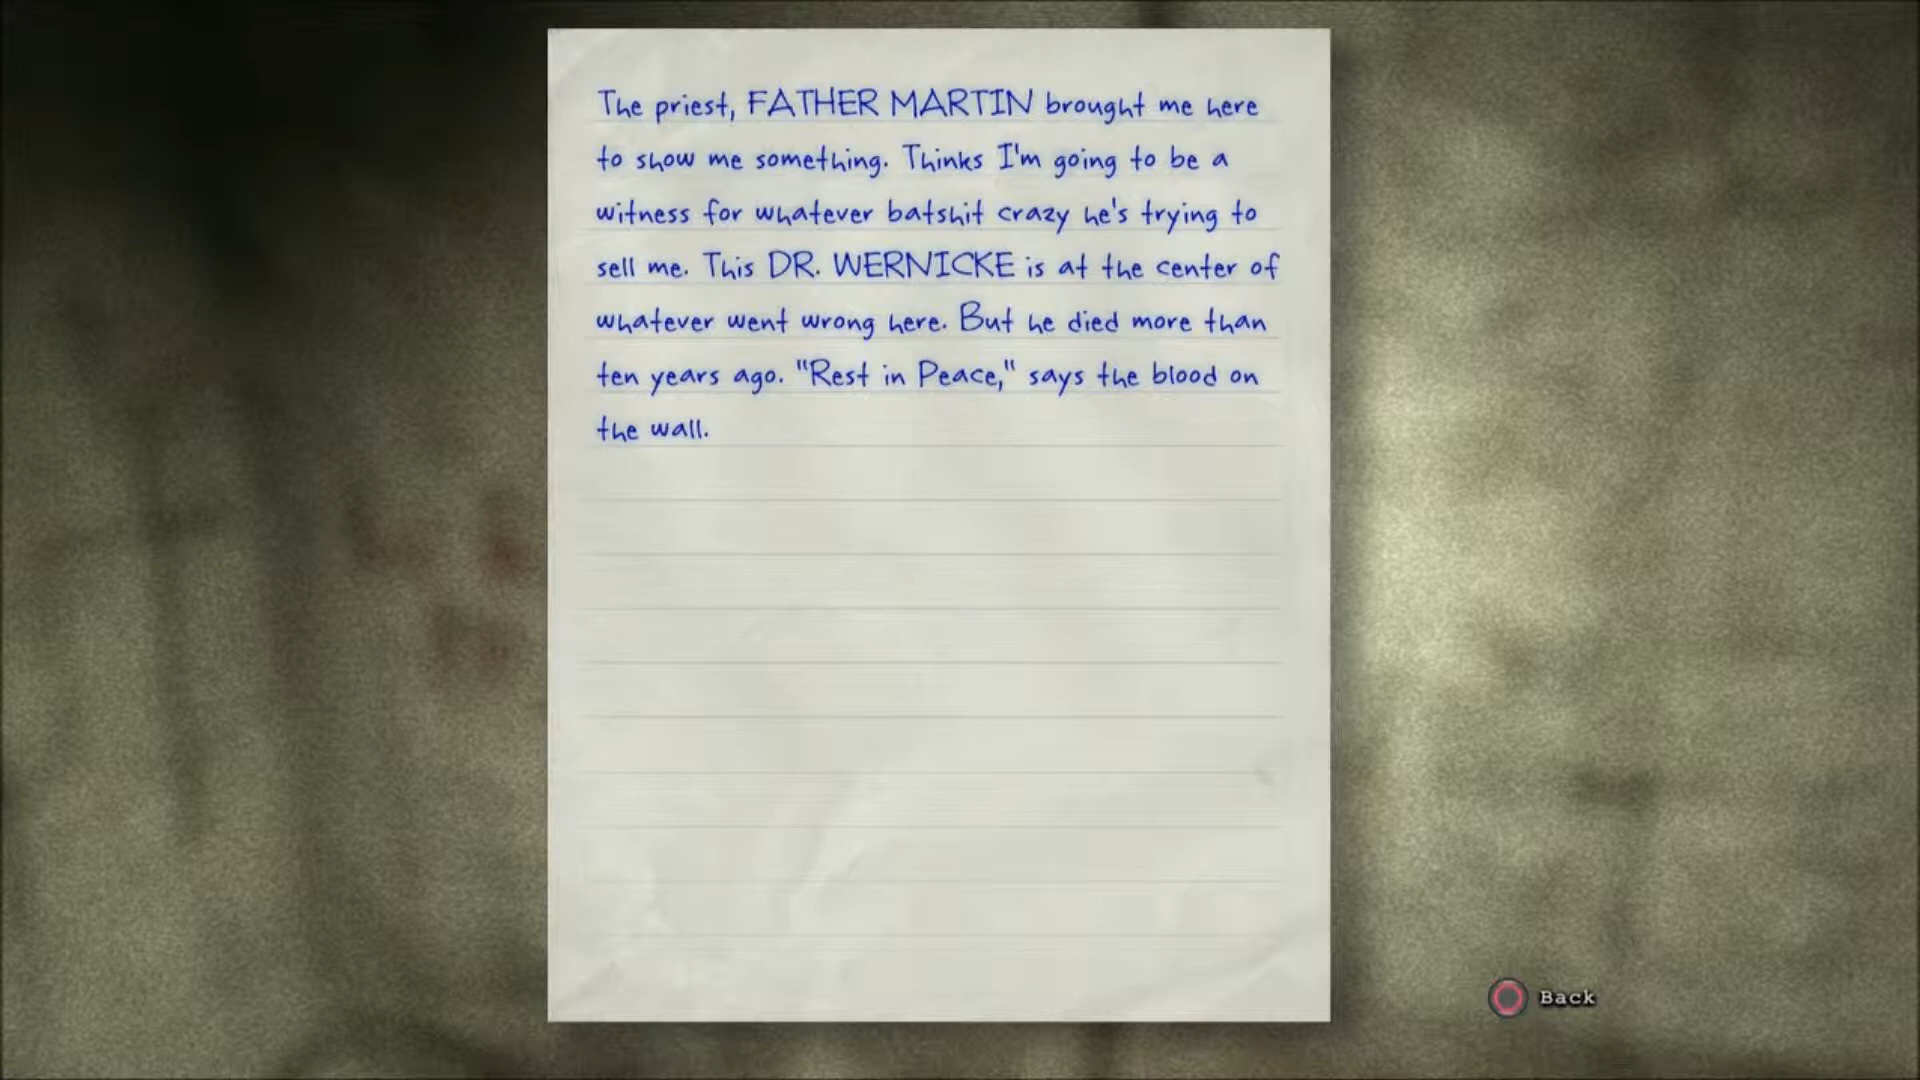 The priest, FATHER MARTIN brought me here
to show me something. Thinks I'm going to be a
witness for whatever batshit crazy he's trying to
sell me. This DR. WERNICKE is at the center of
whatever went wrong here. But he died more than
ten years ago. "Rest in Peace," says the blood on
the wall.
Back